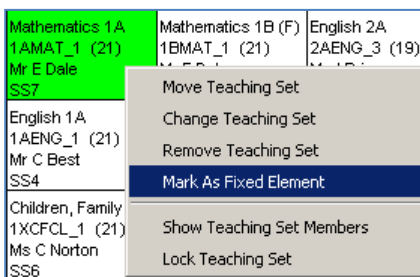 Mathematics 1A
1AMAT_1 (21)
Mr E Dale
SS7
Mathematics 1B (F)
1BMAT_1 (21)
English 2A
2AENG_3 (19)
English 1A
1AENG_1 (21)
Mr C Best
SS4
Children, Family
1XCFCL_1 (21)
Ms C Norton
SS6
Move Teaching Set
Change Teaching Set
Remove Teaching Set
Mark As Fixed Element
Show Teaching Set Members
Lock Teaching Set